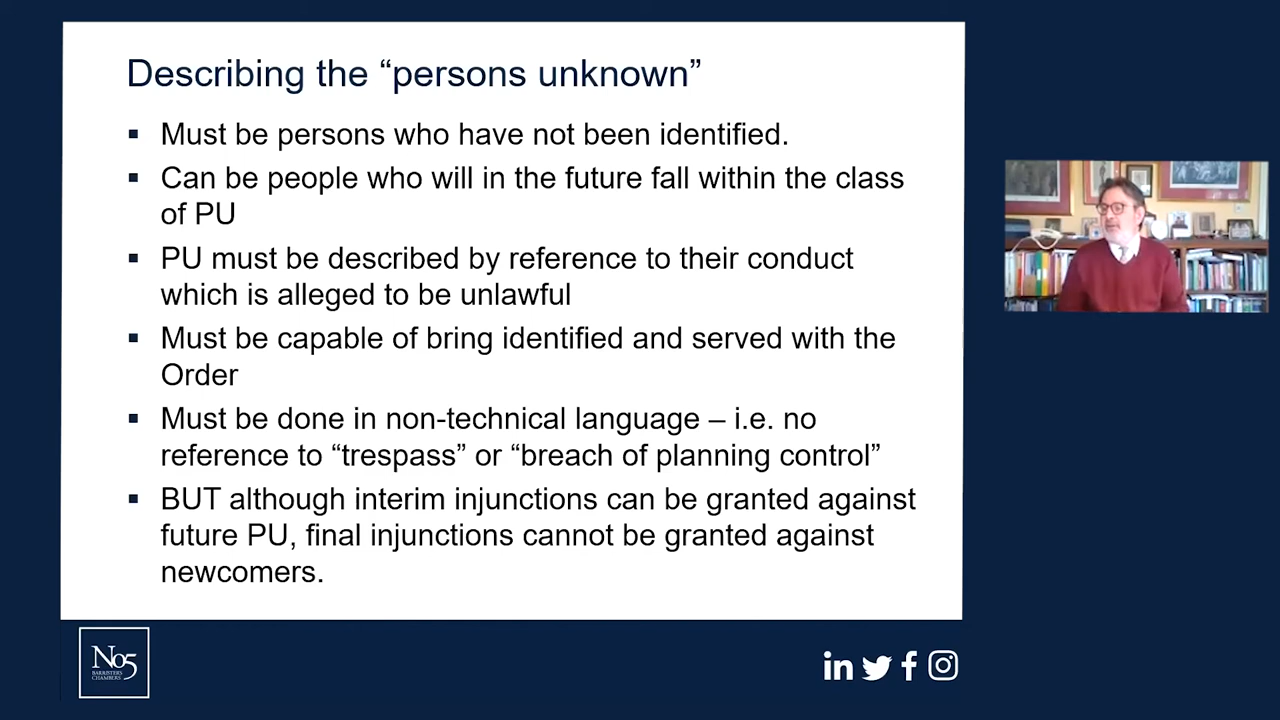 Describing the “persons unknown”
▪ Must be persons who have not been identified.
▪ Can be people who will in the future fall within the class
of PU
▪ PU must be described by reference to their conduct
which is alleged to be unlawful
▪ Must be capable of bring identified and served with the
Order
▪ Must be done in non-technical language – i.e. no
reference to “trespass” or “breach of planning control”
▪ BUT although interim injunctions can be granted against
future PU, final injunctions cannot be granted against
newcomers.
No5
BARRISTERS
CHAMBERS